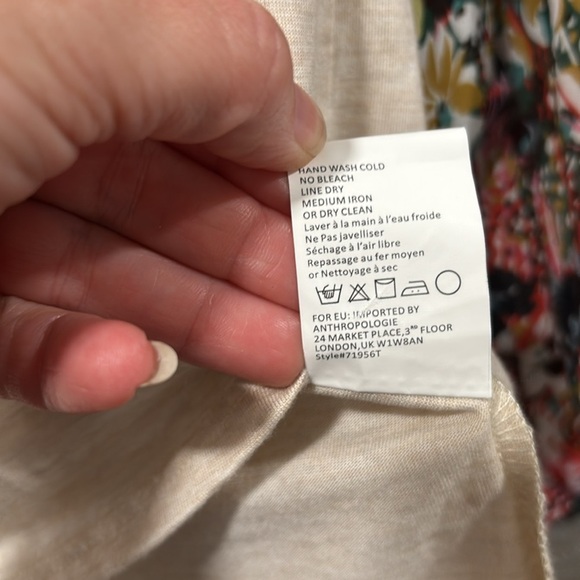 HAND WASH COLD
NO BLEACH
LINE DRY
MEDIUM IRON
OR DRY CLEAN
Laver à la main à l'eau froide
Ne Pas javelliser
Séchage à l'air libre
Repassage au fer moyen
or Nettoyage à sec
FOR EU: IMPORTED BY
ANTHROPOLIE
24 MARKET PLACE,3RD FLOOR
LONDON,UK W1W8AN
Style#71956T